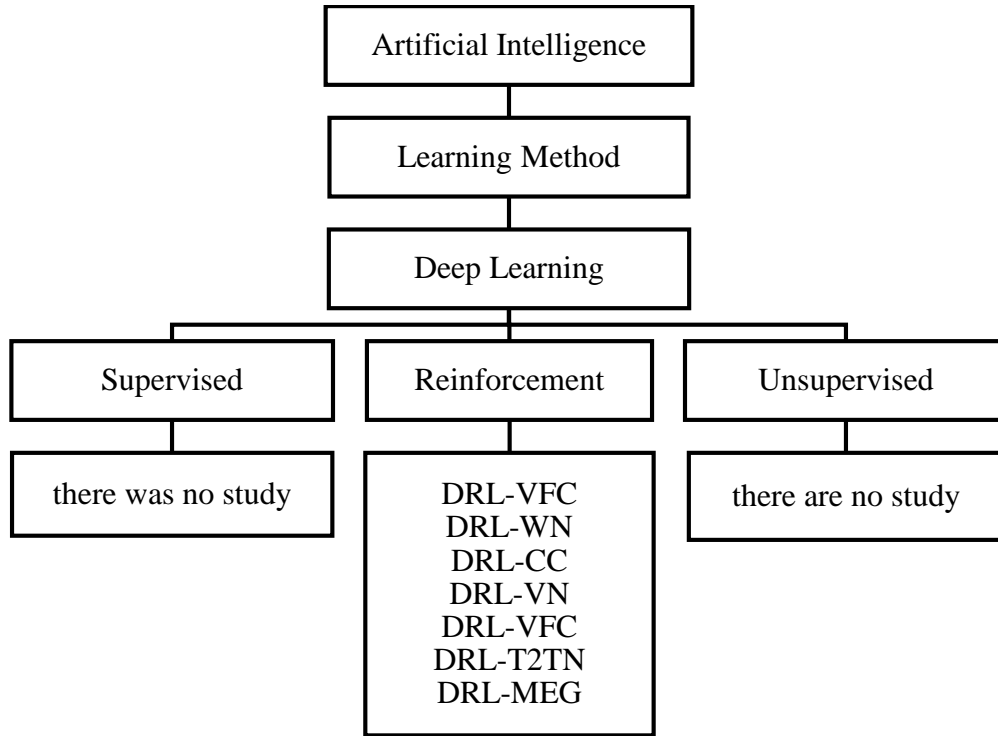 Artificial Intelligence
Learning Method
Deep Learning
Supervised
Reinforcement
Unsupervised
there was no study
DRL-VFC
DRL-WN
DRL-CC
DRL-VN
DRL-VFC
DRL-T2TN
DRL-MEG
there are no study